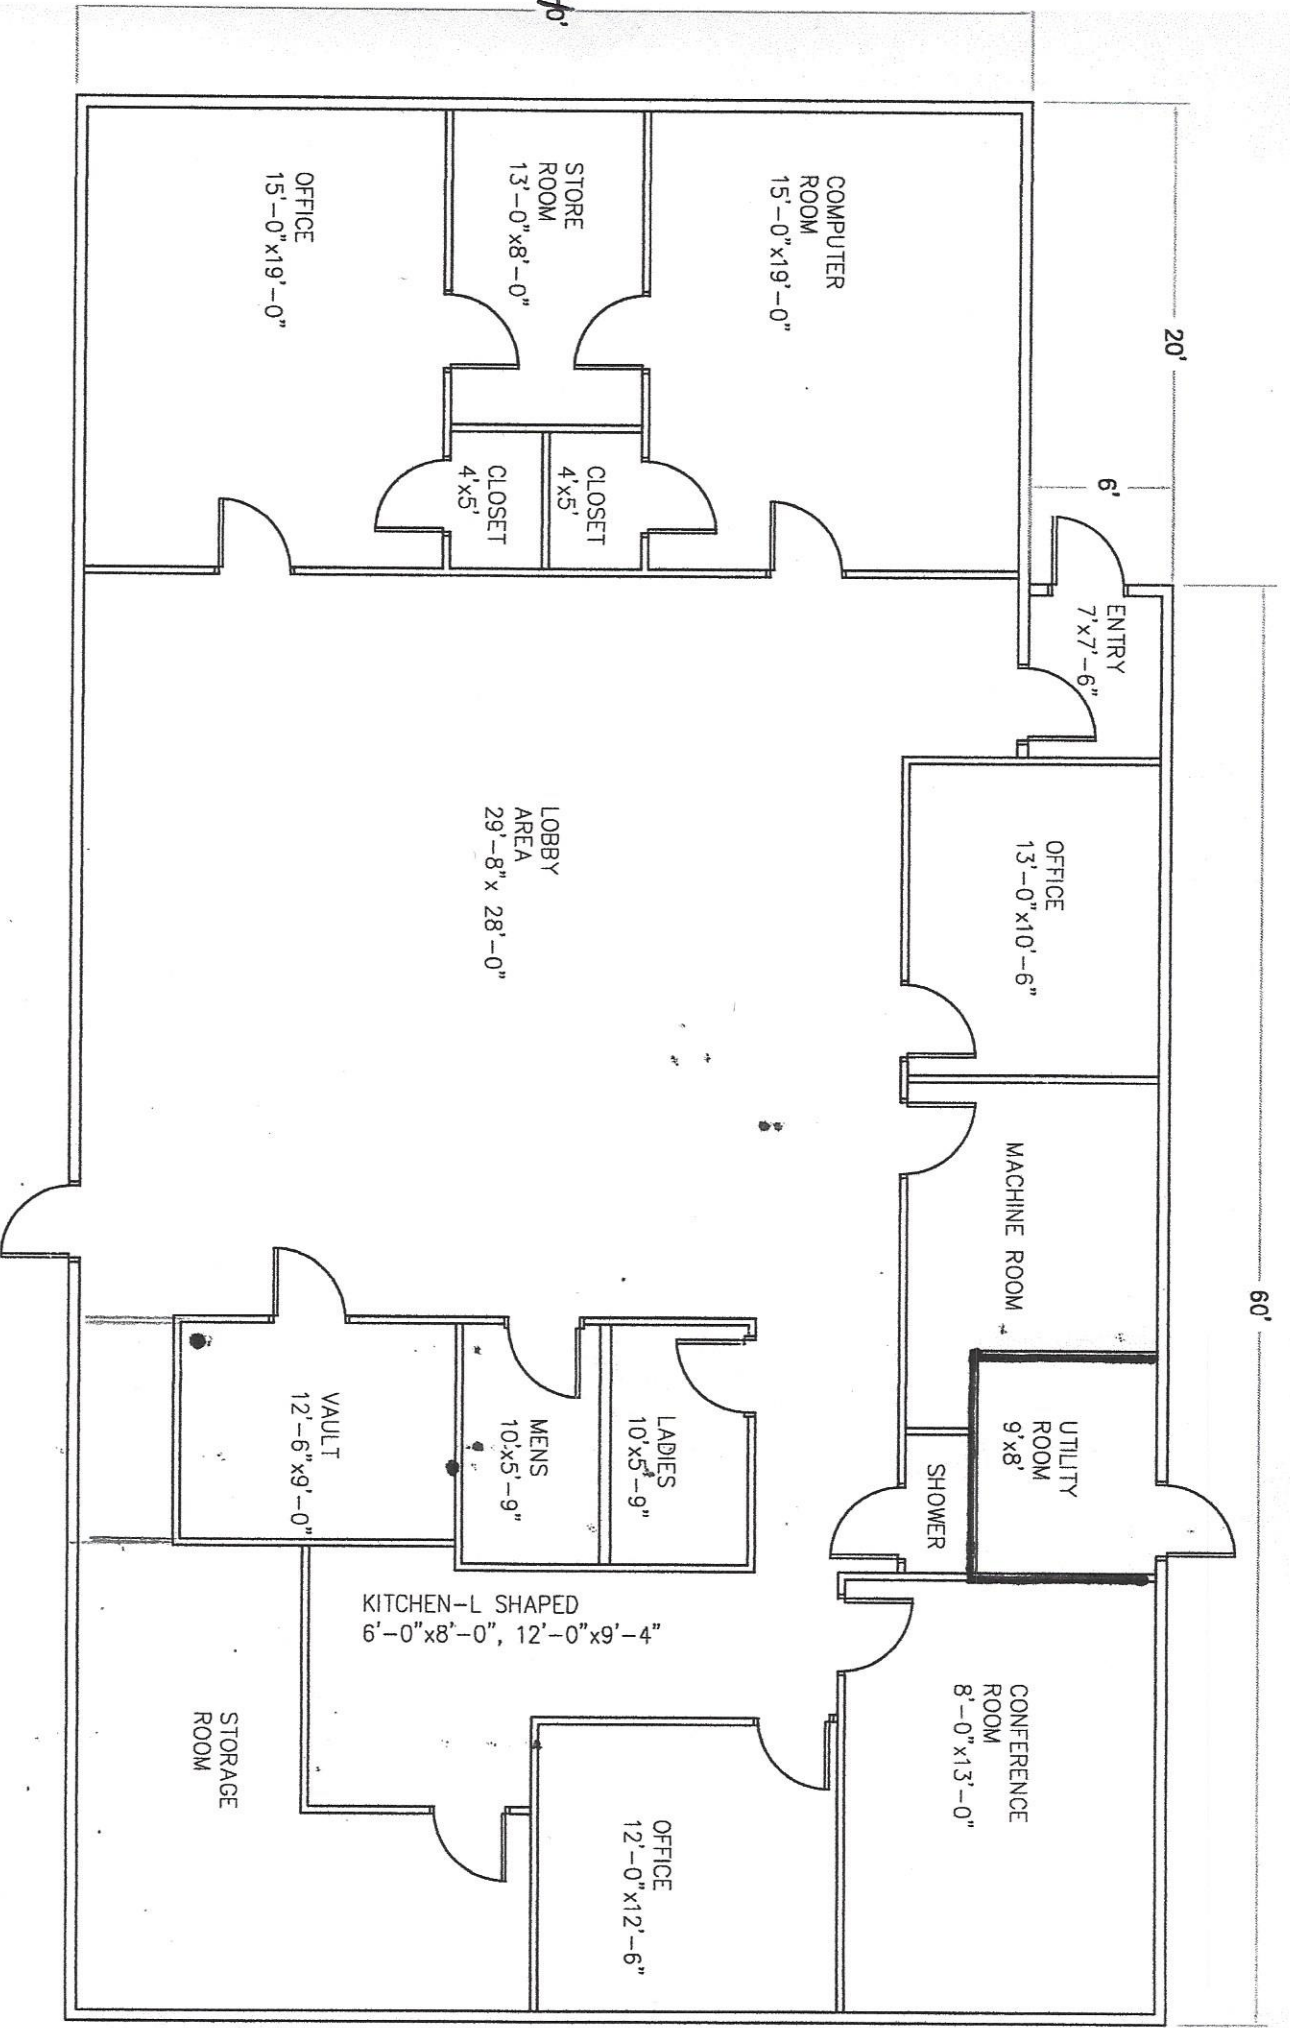 20'
6'
60'
COMPUTER
ROOM
15'-0"x19'-0"
STORE
ROOM
13'-0"x8'-0"
OFFICE
15'-0"x19'-0"
CLOSET
4'x5'
CLOSET
4'x5'
ENTRY
7'x7'-6"
OFFICE
13'-0"x10'-6"
LOBBY
AREA
29'-8"x 28'-0"
MACHINE ROOM
UTILITY
ROOM
9'x8'
SHOWER
LADIES
10'x5'-9"
MENS
10'x5'-9"
VAULT
12'-6"x9'-0"
KITCHEN-L SHAPED
6'-0"x8'-0", 12'-0"x9'-4"
CONFERENCE
ROOM
8'-0"x13'-0"
OFFICE
12'-0"x12'-6"
STORAGE
ROOM